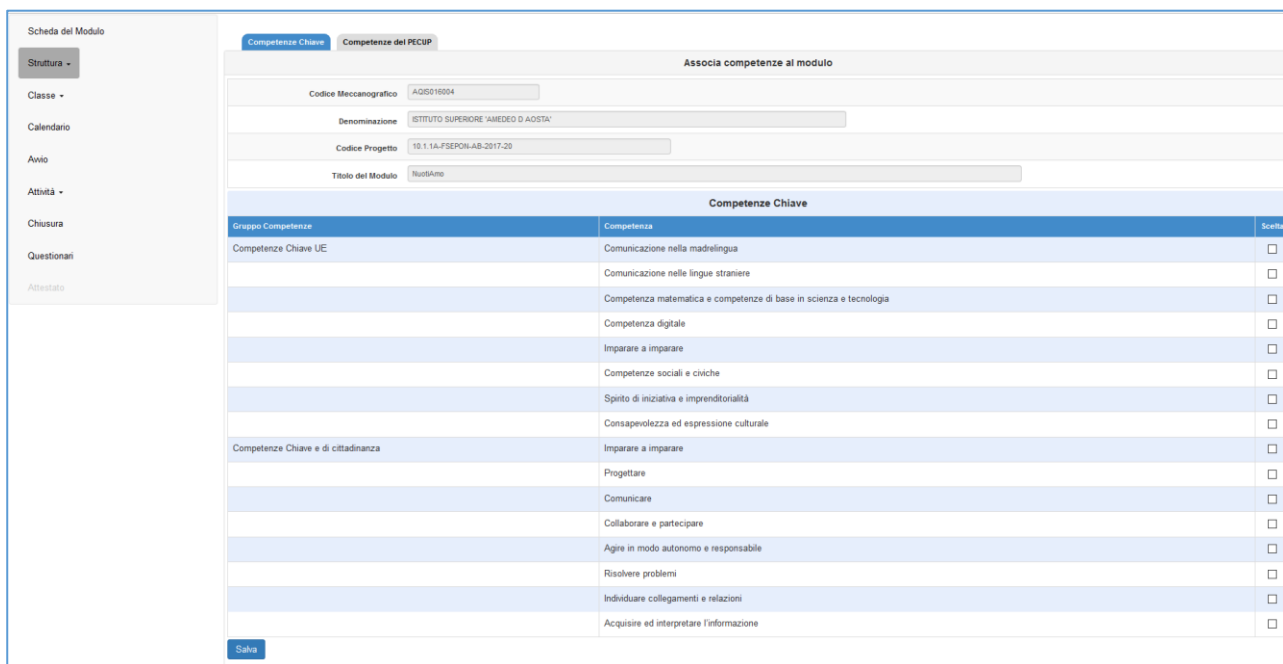 Scheda del Modulo
Struttura
Classe
Calendario
Avvio
Attività
Chiusura
Questionari
Attestato
Competenze Chiave Competenze del PECUP
Associa competenze al modulo
Codice Meccanografico AQIS016004
Denominazione ISTITUTO SUPERIORE 'AMEDEO D AOSTA'
Codice Progetto 10.1.1A-FSEPON-AB-2017-20
Titolo del Modulo NuotiAmo
Competenze Chiave
Gruppo Competenze Competenza Scelta
Competenze Chiave UE Comunicazione nella madrelingua
Comunicazione nelle lingue straniere
Competenza matematica e competenze di base in scienza e tecnologia
Competenza digitale
Imparare a imparare
Competenze sociali e civiche
Spirito di iniziativa e imprenditorialità
Consapevolezza ed espressione culturale
Competenze Chiave e di cittadinanza Imparare a imparare
Progettare
Comunicare
Collaborare e partecipare
Agire in modo autonomo e responsabile
Risolvere problemi
Individuare collegamenti e relazioni
Acquisire ed interpretare l'informazione
Salva